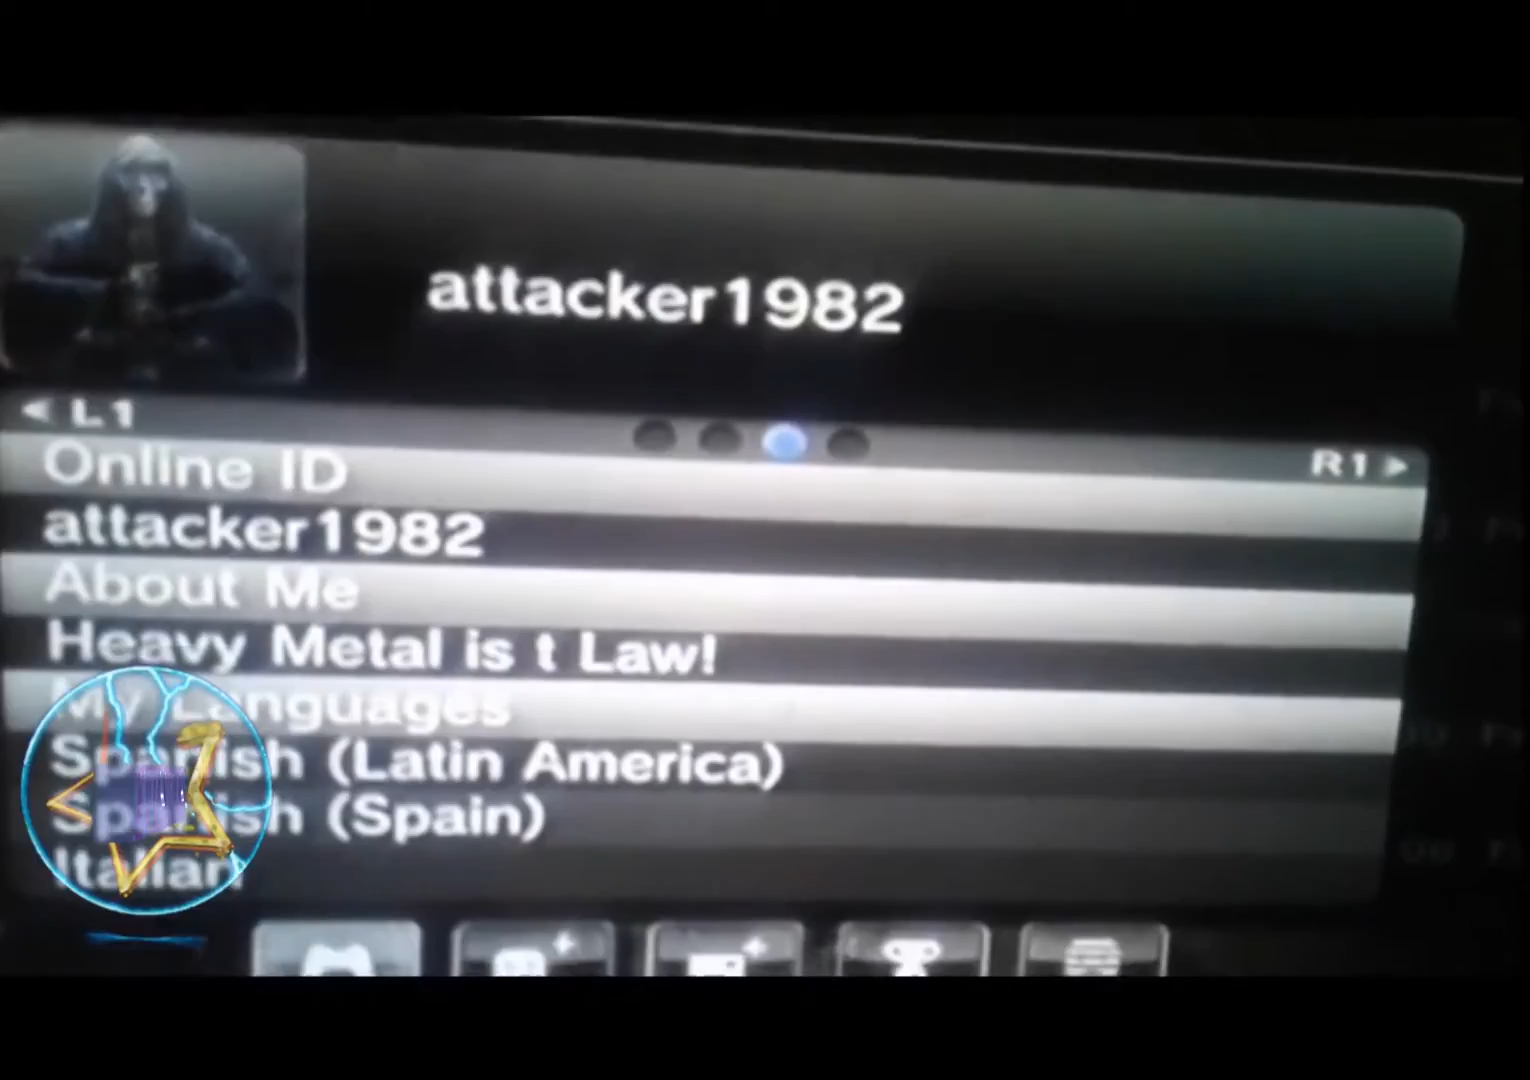 attacker1982
L1
R1
Online ID
attacker1982
About Me
Heavy Metal is t Law!
My Languages
Spanish (Latin America)
Spanish (Spain)
Italian